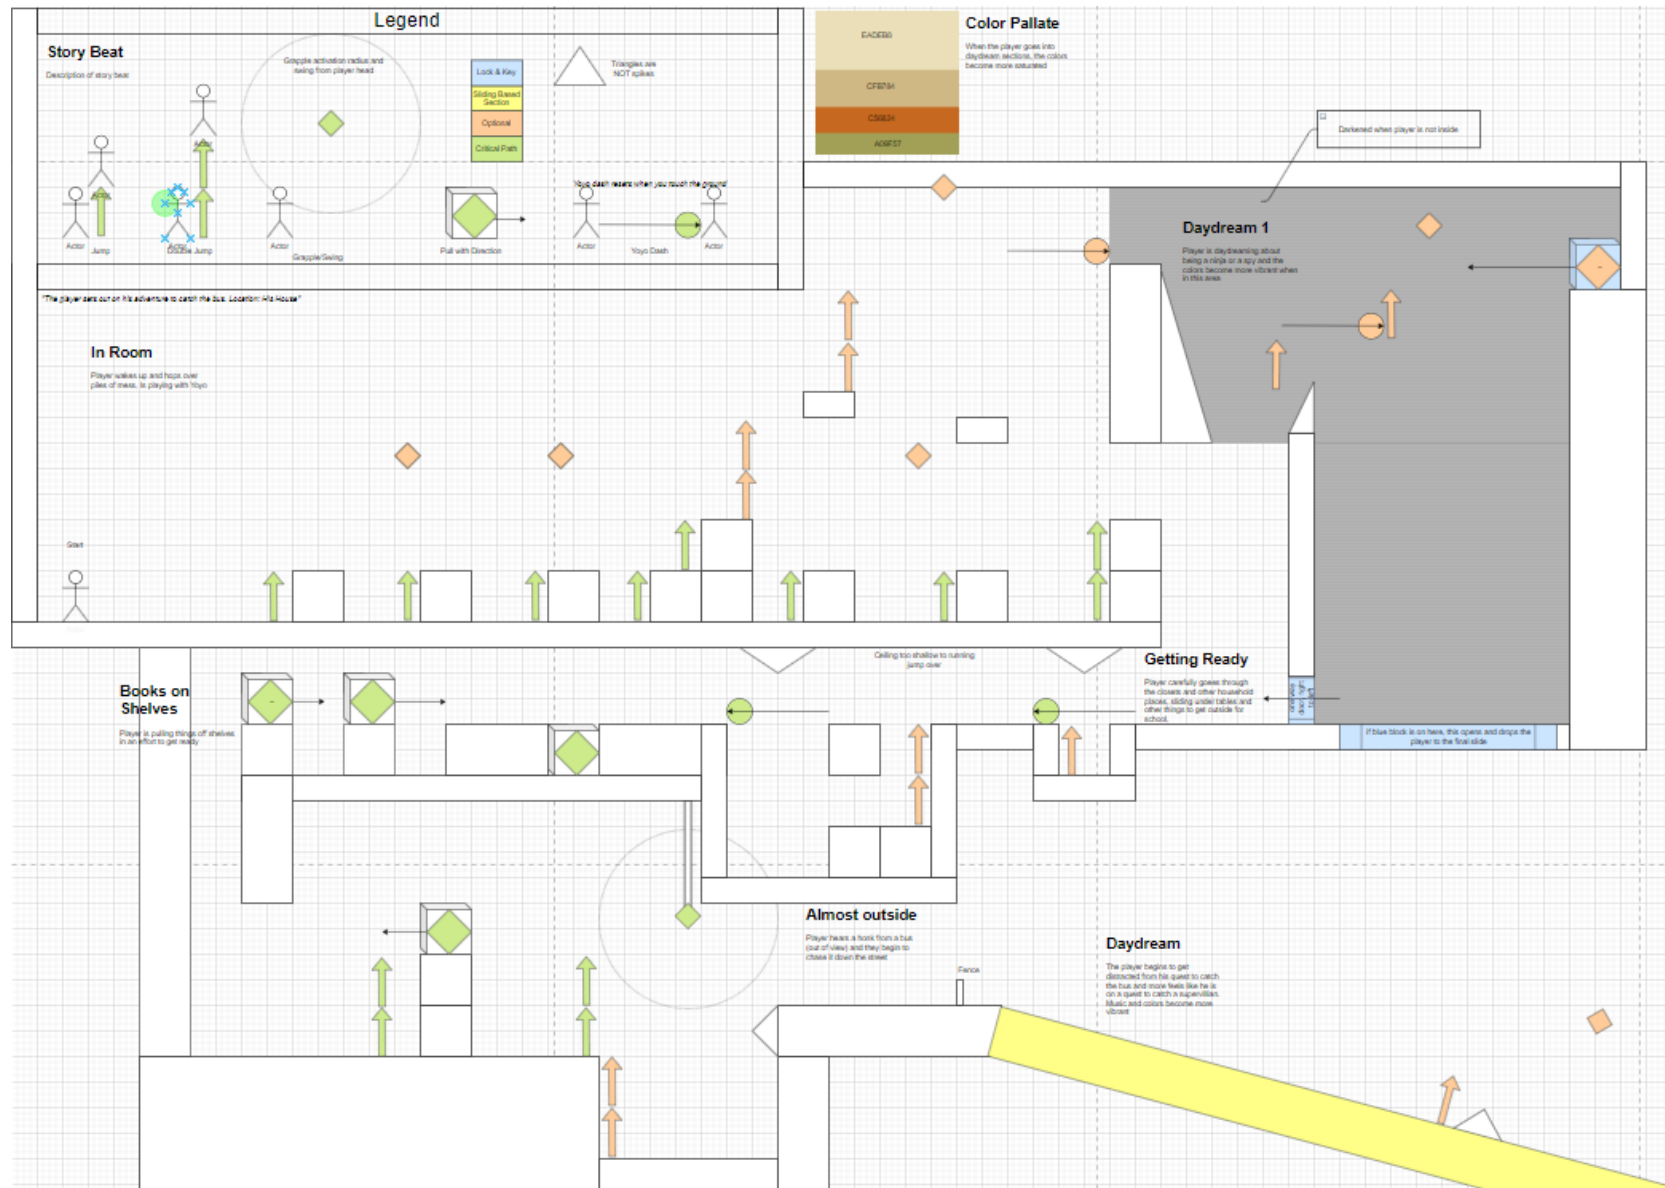 Legend
Story Beat
Description of story beat
Grapple activation radius and
swing from player head
Lock & Key
Sliding Based
Section
Optional
Critical Path
Triangles are
NOT spikes
Actor
Actor
Actor
Jump
Actor
Double Jump
Actor
Grapple/Swing
Pull with Direction
Yoyo dash resets when you touch the ground
Actor
Yoyo Dash
Actor
Color Pallate
When the player goes into
daydream sections, the colors
become more saturated
EADEB8
C56824
A09F57
Darkened when player is not inside
"The player sets out on his adventure to catch the bus. Location: His House"
In Room
Player wakes up and hops over
piles of mess, is playing with Yoyo
Start
Daydream 1
Player is daydreaming about
being a ninja or a spy and the
colors become more vibrant when
in this area
Ceiling too shallow to running
jump over
Getting Ready
Player carefully goes through
the closets and other household
places, sliding under tables and
other things to get outside for
school.
if blue block is on here, this opens and drops the
player to the final slide
Books on
Shelves
Player is pulling things off shelves
in an effort to get ready
Almost outside
Player hears a honk from a bus
(out of view) and they begin to
chase it down the street
Fence
Daydream
The player begins to get
distracted from his quest to catch
the bus and more feels like he is
on a quest to catch a supervillian.
Music and colors become more
vibrant